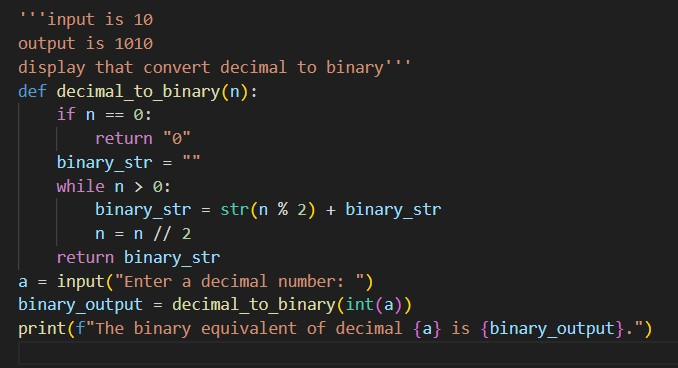 '''input is 10
output is 1010
display that convert decimal to binary'''
def decimal_to_binary(n):
    if n == 0:
        return "0"
    binary_str = ""
    while n > 0:
        binary_str = str(n % 2) + binary_str
        n = n // 2
    return binary_str
a = input("Enter a decimal number: ")
binary_output = decimal_to_binary(int(a))
print(f"The binary equivalent of decimal {a} is {binary_output}.")